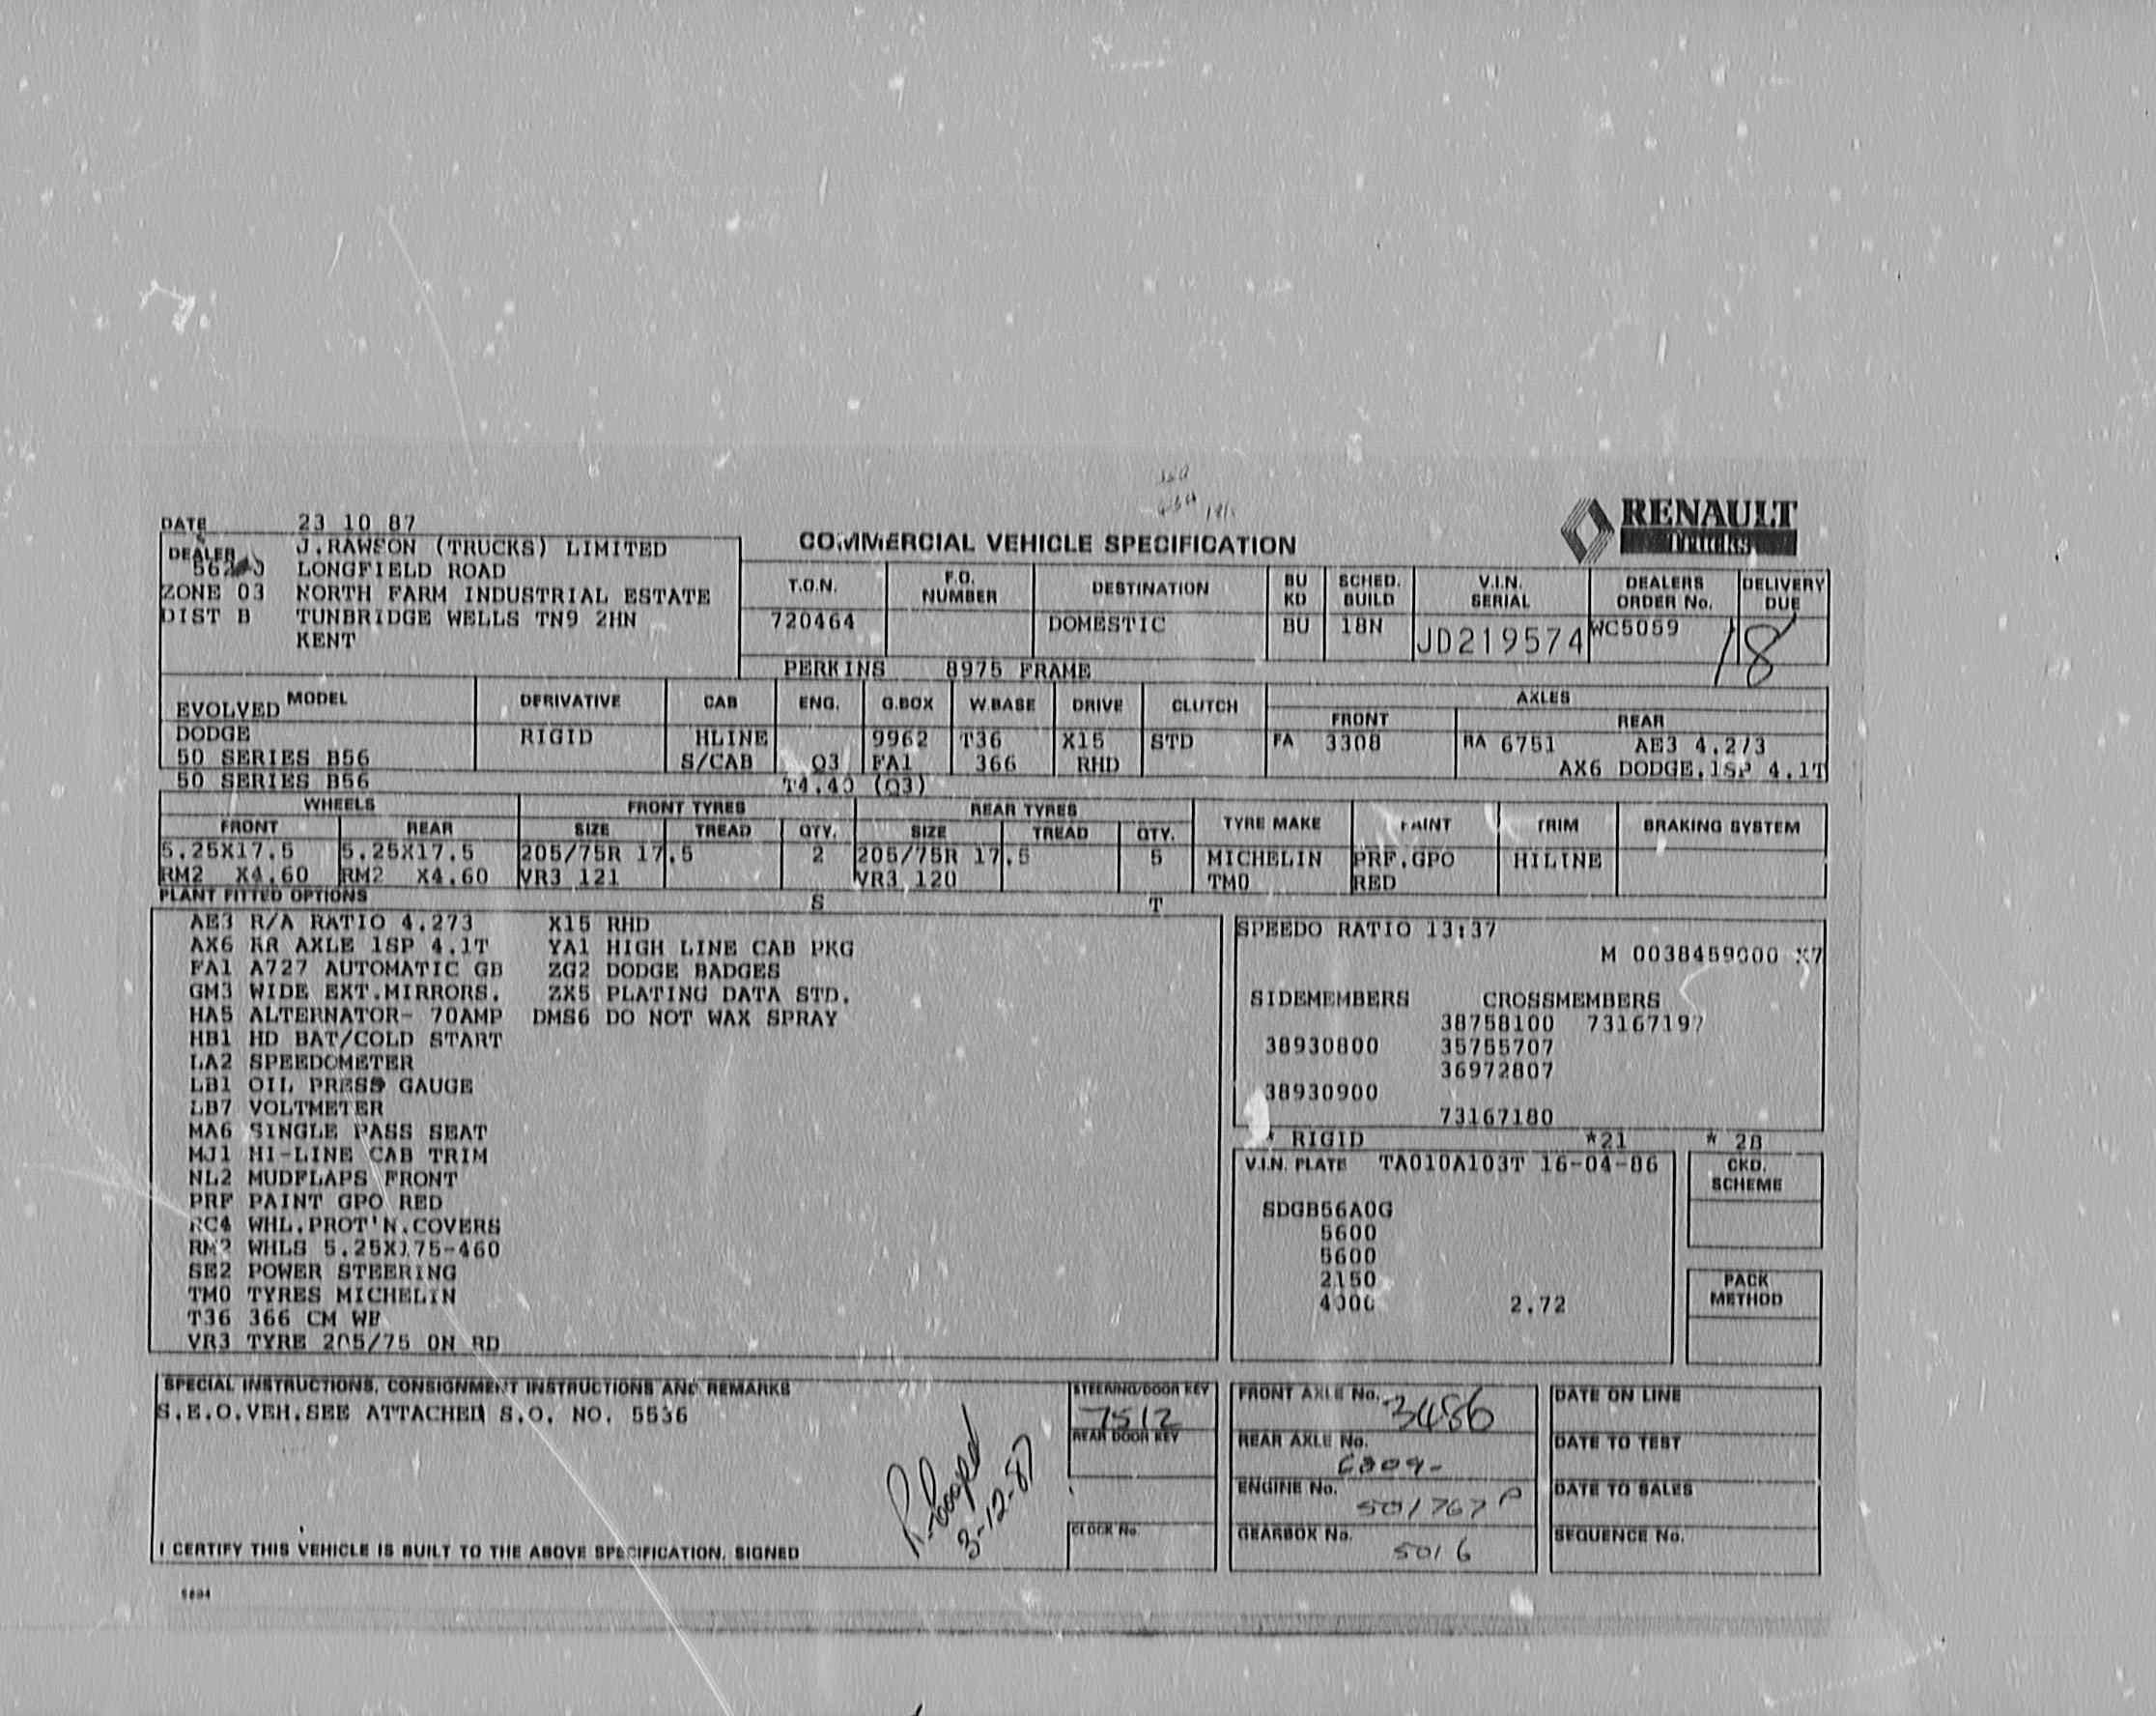 RENAULT
TRUCKS
DATE 23 10 87
COMMERCIAL VEHICLE SPECIFICATION
DEALER J.RAWSON (TRUCKS) LIMITED
LONGFIELD ROAD
ZONE 03 NORTH FARM INDUSTRIAL ESTATE
DIST B TUNBRIDGE WELLS TN9 2HN
KENT
T.O.N. F.O. NUMBER DESTINATION BU KD SCHED. BUILD V.I.N. SERIAL DEALERS ORDER No. DELIVERY DUE
720464 DOMESTIC BU 18N JD219574 WC5059 18
PERKINS 8975 FRAME
MODEL DERIVATIVE CAB ENG. G.BOX W.BASE DRIVE CLUTCH AXLES
FRONT REAR
EVOLVED
DODGE RIGID HLINE 9962 T36 X15 STD FA 3308 RA 6751 AE3 4.273
50 SERIES B56 S/CAB Q3 FA1 366 RHD AX6 DODGE,1SP 4.1T
50 SERIES B56 T4.40 (Q3)
WHEELS FRONT TYRES REAR TYRES TYRE MAKE PAINT TRIM BRAKING SYSTEM
FRONT REAR SIZE TREAD QTY. SIZE TREAD QTY.
5.25X17.5 5.25X17.5 205/75R 17.5 2 205/75R 17.5 5 MICHELIN PRF.GPO HILINE
RM2 X4.60 RM2 X4.60 VR3 121 VR3 120 TM0 RED
PLANT FITTED OPTIONS S T
AE3 R/A RATIO 4.273 X15 RHD
AX6 RR AXLE 1SP 4.1T YA1 HIGH LINE CAB PKG
FA1 A727 AUTOMATIC GB ZG2 DODGE BADGES
GM3 WIDE EXT.MIRRORS. ZX5 PLATING DATA STD.
HA5 ALTERNATOR- 70AMP DMS6 DO NOT WAX SPRAY
HB1 HD BAT/COLD START
LA2 SPEEDOMETER
LB1 OIL PRESS GAUGE
LB7 VOLTMETER
MA6 SINGLE PASS SEAT
MJ1 HI-LINE CAB TRIM
NL2 MUDFLAPS FRONT
PRF PAINT GPO RED
RC4 WHL.PROT'N.COVERS
RM2 WHLS 5.25X175-460
SE2 POWER STEERING
TM0 TYRES MICHELIN
T36 366 CM WB
VR3 TYRE 205/75 ON RD
SPEEDO RATIO 13:37
M 0038459000 X7
SIDEMEMBERS CROSSMEMBERS
38758100 73167197
38930800 35755707
36972807
38930900
73167180
* RIGID *21 * 28
V.I.N. PLATE TA010A103T 16-04-86
SDGB56A0G
5600
5600
2150
4000 2.72
CKD. SCHEME
PACK METHOD
SPECIAL INSTRUCTIONS, CONSIGNMENT INSTRUCTIONS AND REMARKS
S.E.O.VEH.SEE ATTACHED S.O. NO. 5536
R. Cooper
3-12-87
I CERTIFY THIS VEHICLE IS BUILT TO THE ABOVE SPECIFICATION. SIGNED
STEERING/DOOR KEY
7512
REAR DOOR KEY
CLOCK No.
FRONT AXLE No. 3486
REAR AXLE No.
ENGINE No.
501767
GEARBOX No.
5016
DATE ON LINE
DATE TO TEST
DATE TO SALES
SEQUENCE No.